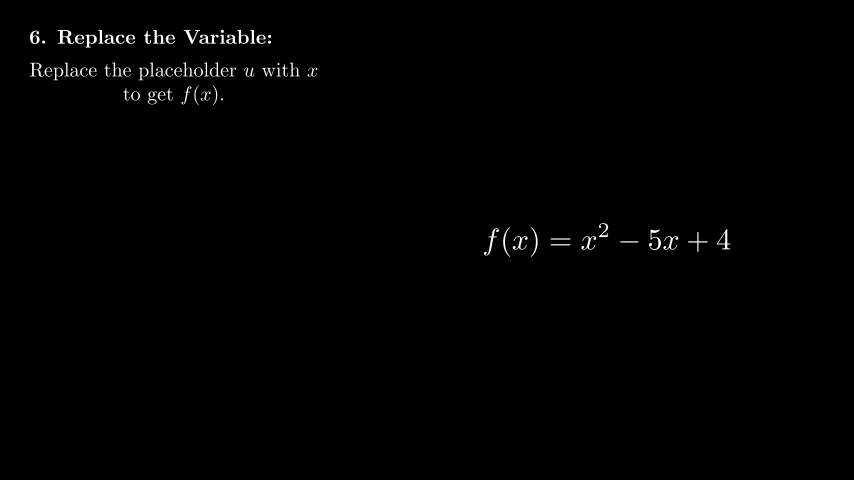 6. Replace the Variable:
Replace the placeholder u with x
to get f(x).
f(x) = x² − 5x + 4